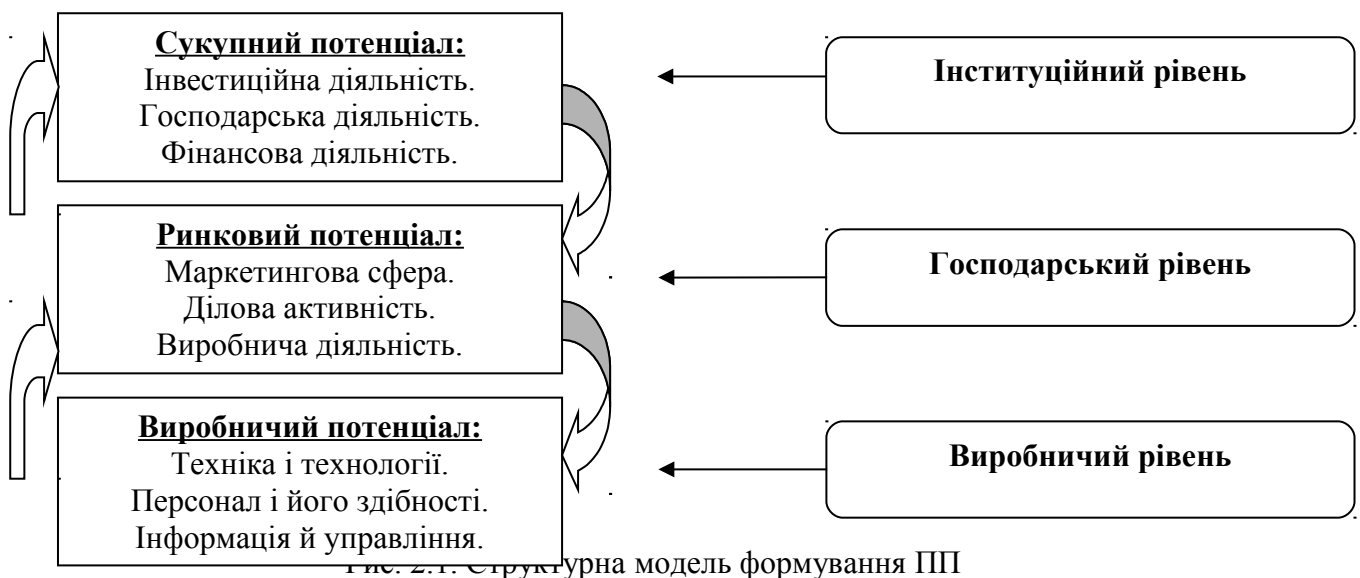 Сукупний потенціал:
Інвестиційна діяльність.
Господарська діяльність.
Фінансова діяльність.
Інституційний рівень
Ринковий потенціал:
Маркетингова сфера.
Ділова активність.
Виробнича діяльність.
Господарський рівень
Виробничий потенціал:
Техніка і технології.
Персонал і його здібності.
Інформація й управління.
Виробничий рівень
Рис. 2.1. Структурна модель формування ПП